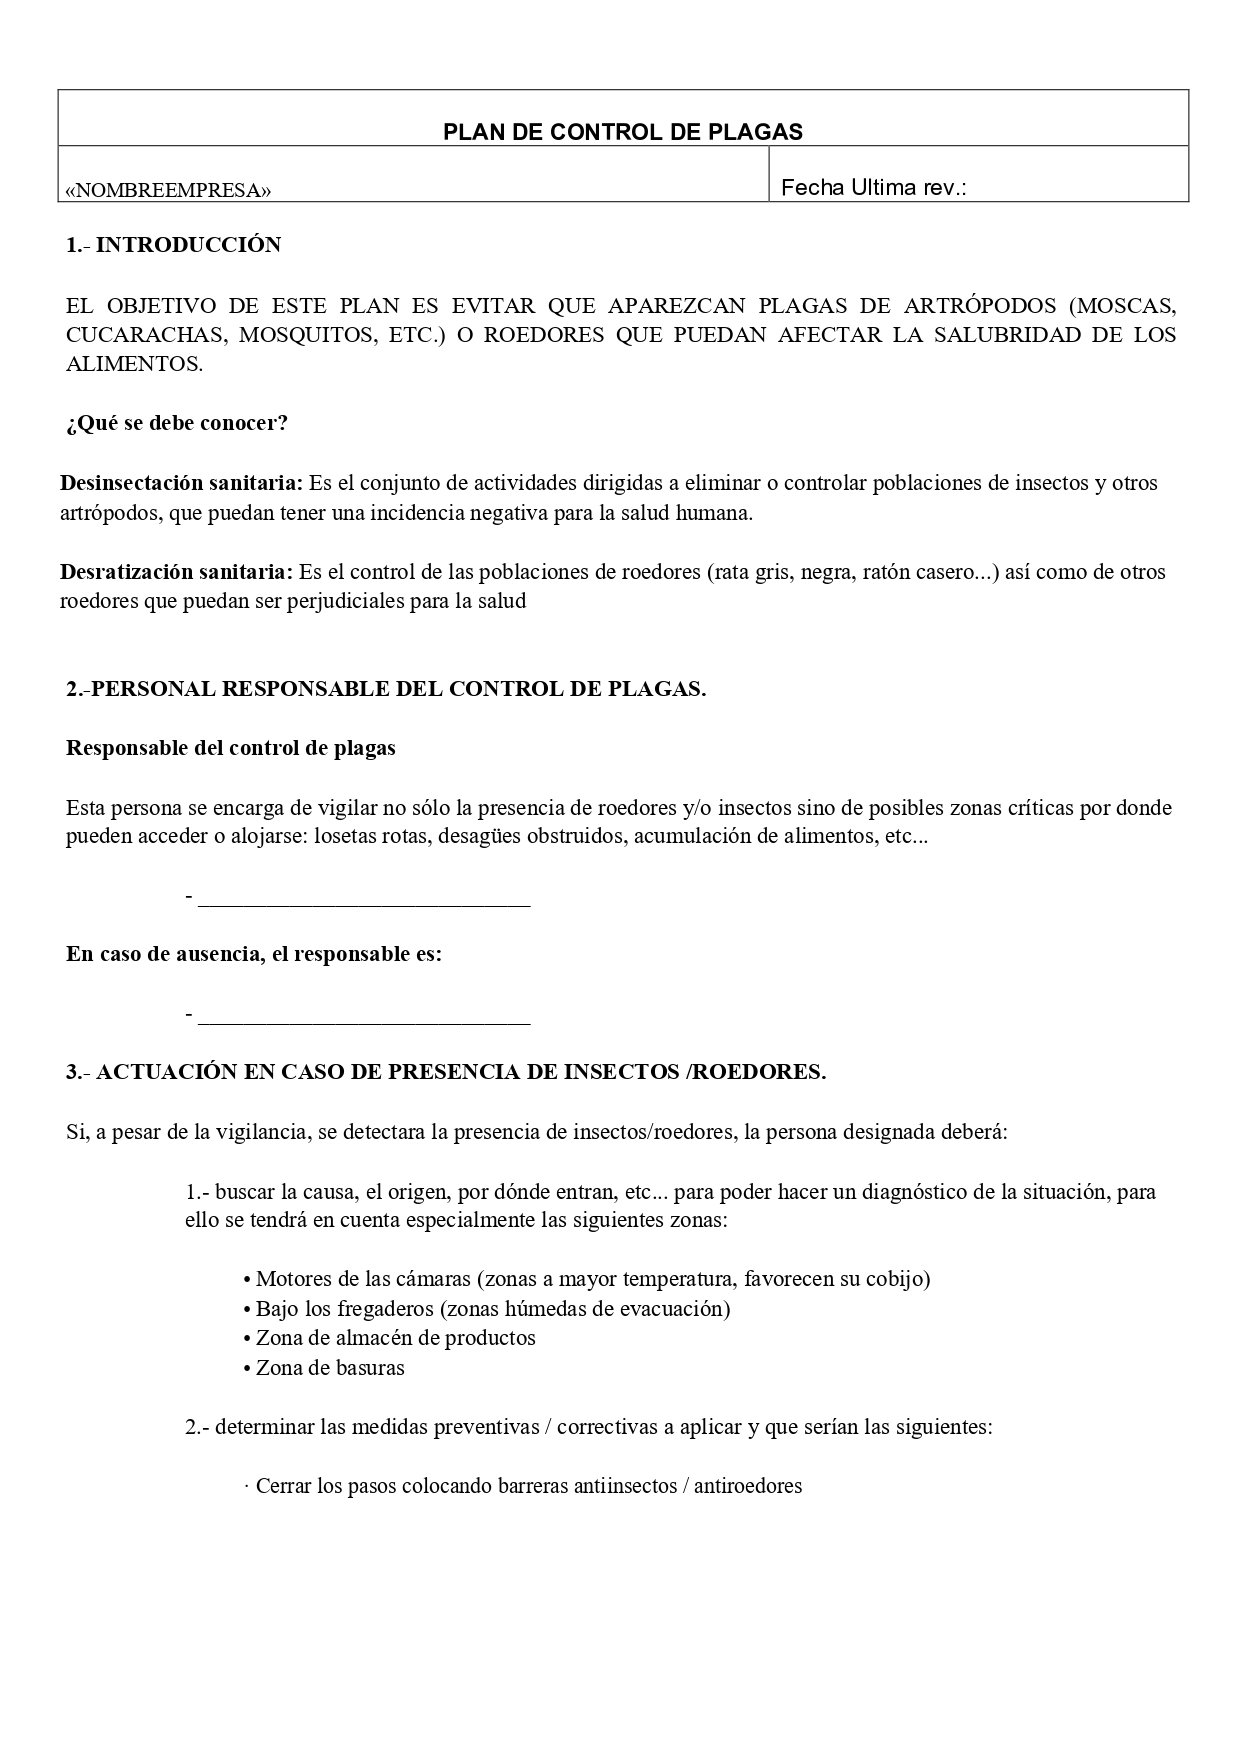 PLAN DE CONTROL DE PLAGAS
«NOMBREEMPRESA»
Fecha Ultima rev.:
1.- INTRODUCCIÓN
EL OBJETIVO DE ESTE PLAN ES EVITAR QUE APAREZCAN PLAGAS DE ARTRÓPODOS (MOSCAS,
CUCARACHAS, MOSQUITOS, ETC.) O ROEDORES QUE PUEDAN AFECTAR LA SALUBRIDAD DE LOS
ALIMENTOS.
¿Qué se debe conocer?
Desinsectación sanitaria: Es el conjunto de actividades dirigidas a eliminar o controlar poblaciones de insectos y otros
artrópodos, que puedan tener una incidencia negativa para la salud humana.
Desratización sanitaria: Es el control de las poblaciones de roedores (rata gris, negra, ratón casero...) así como de otros
roedores que puedan ser perjudiciales para la salud
2.-PERSONAL RESPONSABLE DEL CONTROL DE PLAGAS.
Responsable del control de plagas
Esta persona se encarga de vigilar no sólo la presencia de roedores y/o insectos sino de posibles zonas críticas por donde
pueden acceder o alojarse: losetas rotas, desagües obstruidos, acumulación de alimentos, etc...
- ______________________________
En caso de ausencia, el responsable es:
- ______________________________
3.- ACTUACIÓN EN CASO DE PRESENCIA DE INSECTOS /ROEDORES.
Si, a pesar de la vigilancia, se detectara la presencia de insectos/roedores, la persona designada deberá:
1.- buscar la causa, el origen, por dónde entran, etc... para poder hacer un diagnóstico de la situación, para
ello se tendrá en cuenta especialmente las siguientes zonas:
• Motores de las cámaras (zonas a mayor temperatura, favorecen su cobijo)
• Bajo los fregaderos (zonas húmedas de evacuación)
• Zona de almacén de productos
• Zona de basuras
2.- determinar las medidas preventivas / correctivas a aplicar y que serían las siguientes:
· Cerrar los pasos colocando barreras antiinsectos / antiroedores